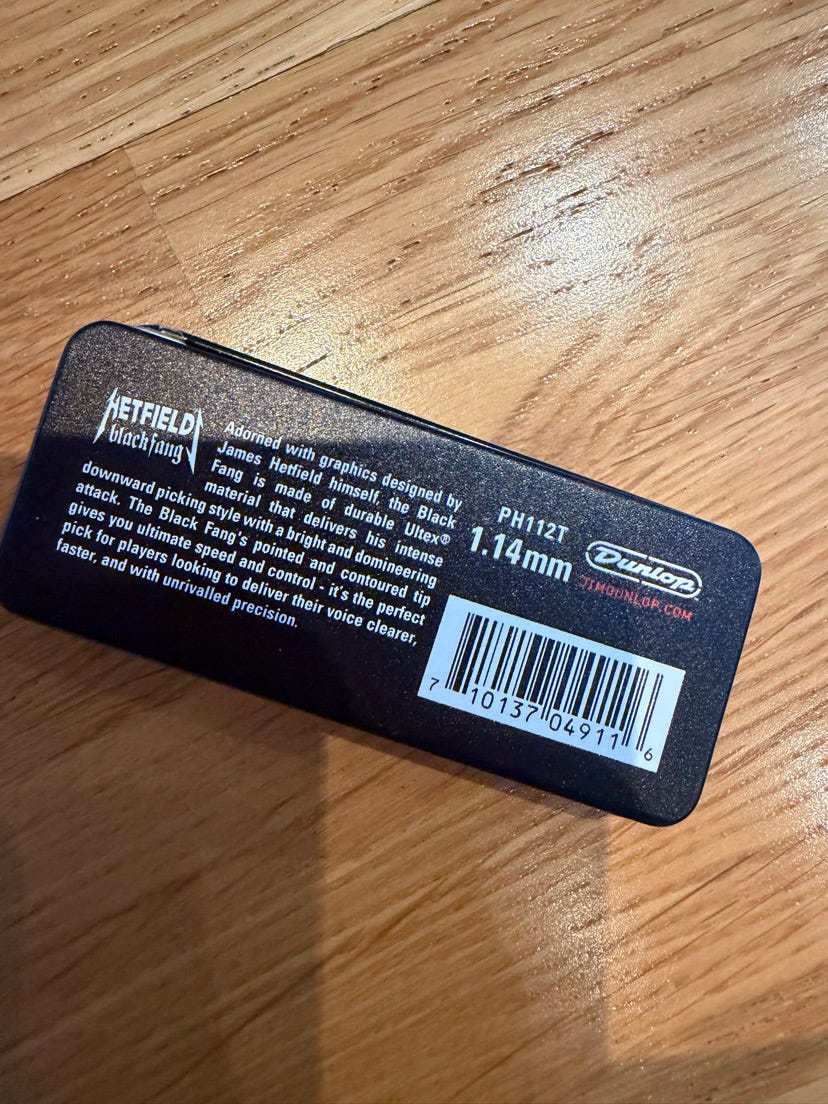 HETFIELD
blackfang
Adorned with graphics designed by
James Hetfield himself, the Black
Fang is made of durable Ultex®
material that delivers his intense
downward picking style with a bright and domineering
attack. The Black Fang's pointed and contoured tip
gives you ultimate speed and control - it's the perfect
pick for players looking to deliver their voice clearer,
faster, and with unrivalled precision.
PH112T
1.14mm
Dunlop
JIMDUNLOP.COM
7 10137 04911 6